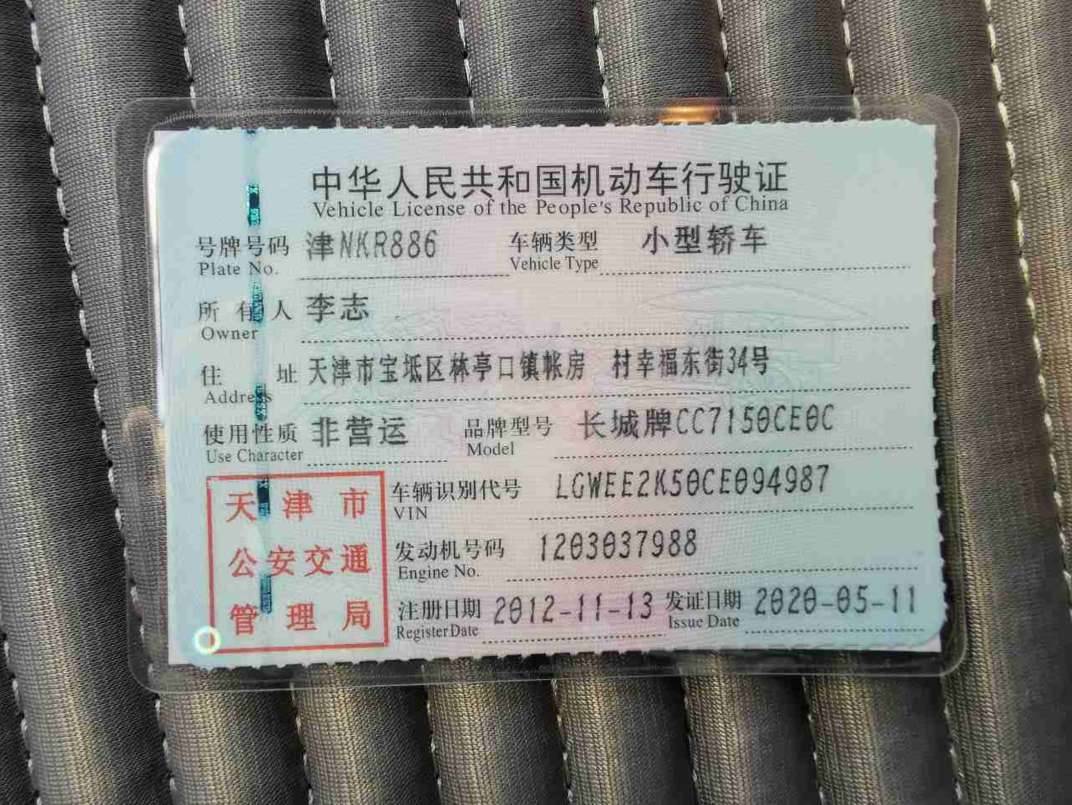 中华人民共和国机动车行驶证
Vehicle License of the People's Republic of China
号牌号码 津NKR886 车辆类型 小型轿车
Plate No. Vehicle Type
所有人 李志
Owner
住址 天津市宝坻区林亭口镇帐房 村幸福东街34号
Address
使用性质 非营运 品牌型号 长城牌CC7150CE0C
Use Character Model
天津市
公安交通
管理局
车辆识别代号 LGWEE2K50CE094987
VIN
发动机号码 1203037988
Engine No.
注册日期 2012-11-13 发证日期 2020-05-11
Register Date Issue Date